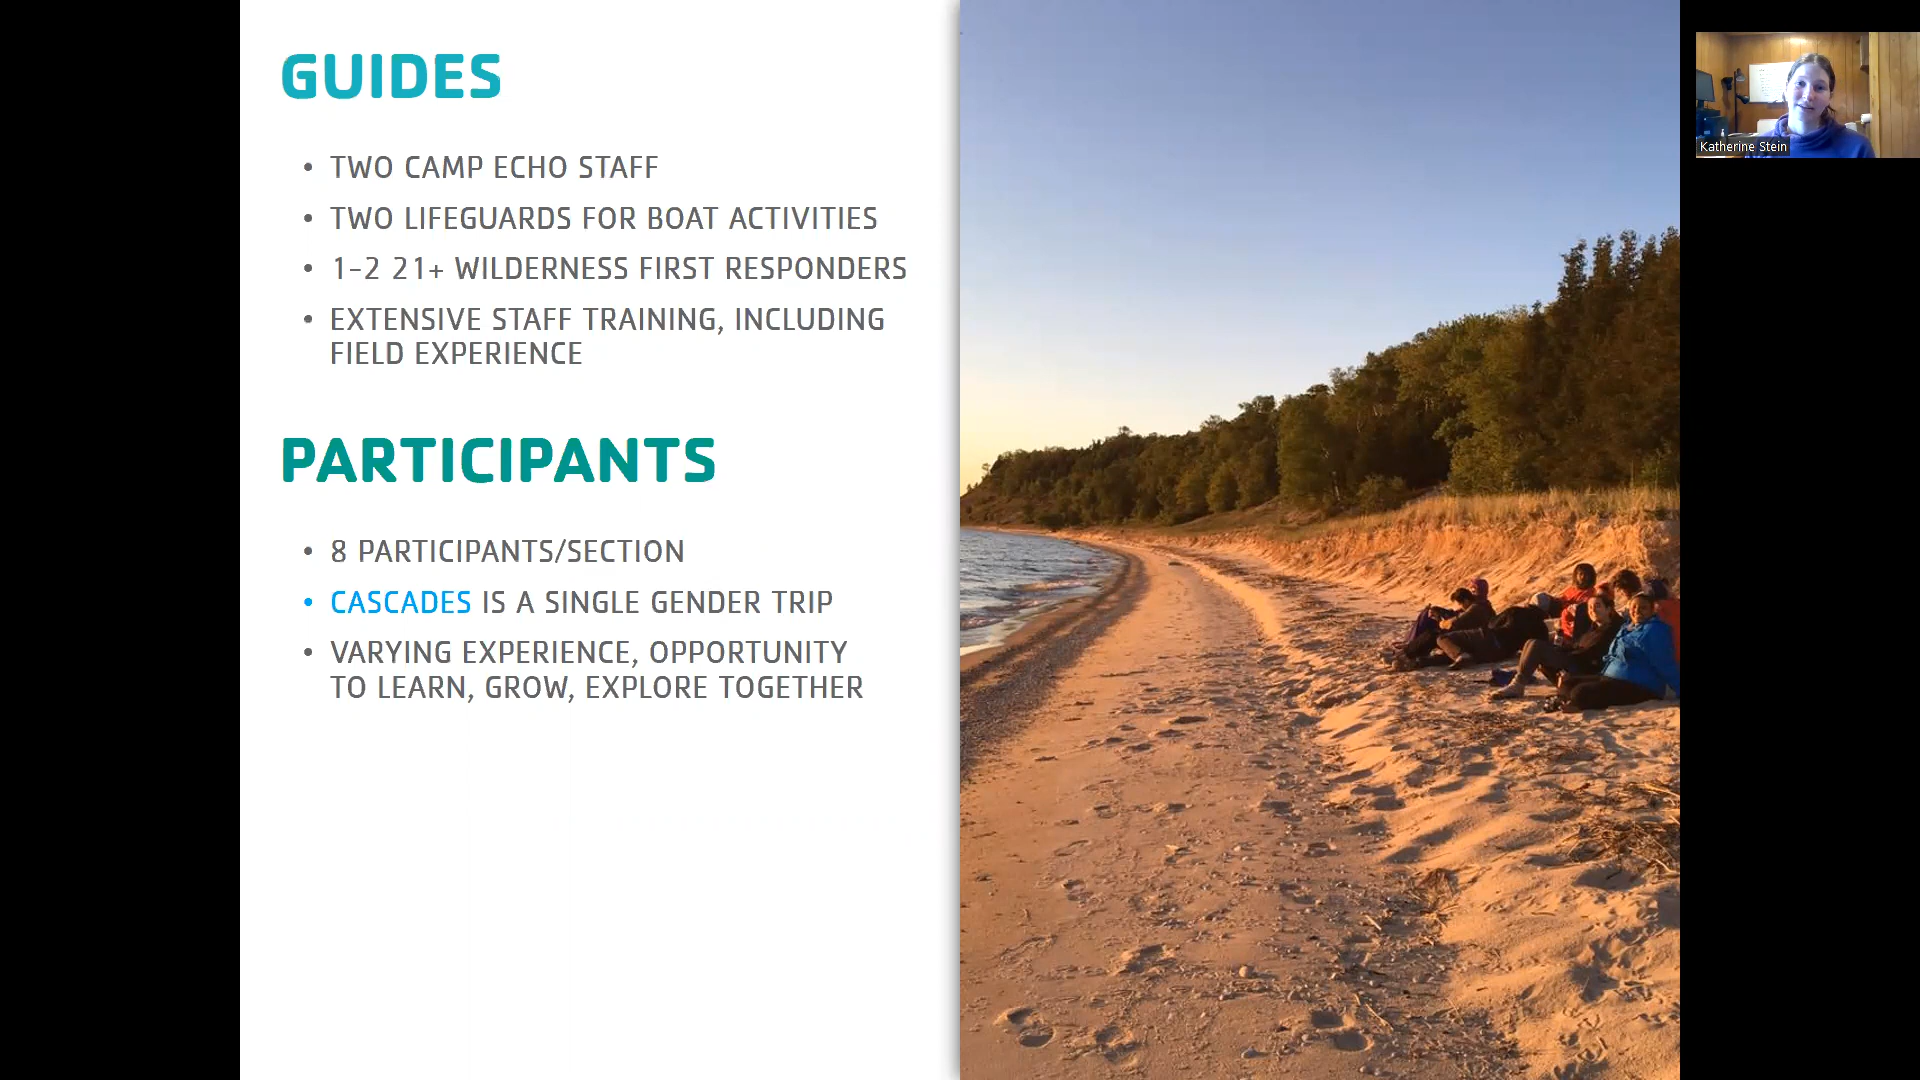 GUIDES
• TWO CAMP ECHO STAFF
• TWO LIFEGUARDS FOR BOAT ACTIVITIES
• 1-2 21+ WILDERNESS FIRST RESPONDERS
• EXTENSIVE STAFF TRAINING, INCLUDING
FIELD EXPERIENCE
PARTICIPANTS
• 8 PARTICIPANTS/SECTION
• CASCADES IS A SINGLE GENDER TRIP
• VARYING EXPERIENCE, OPPORTUNITY
TO LEARN, GROW, EXPLORE TOGETHER
Katherine Stein